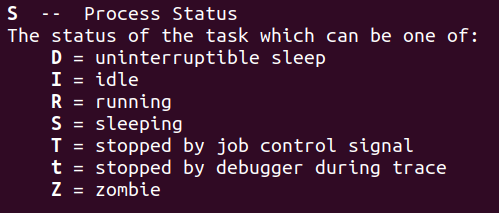 S  --  Process Status
The status of the task which can be one of:
    D = uninterruptible sleep
    I = idle
    R = running
    S = sleeping
    T = stopped by job control signal
    t = stopped by debugger during trace
    Z = zombie